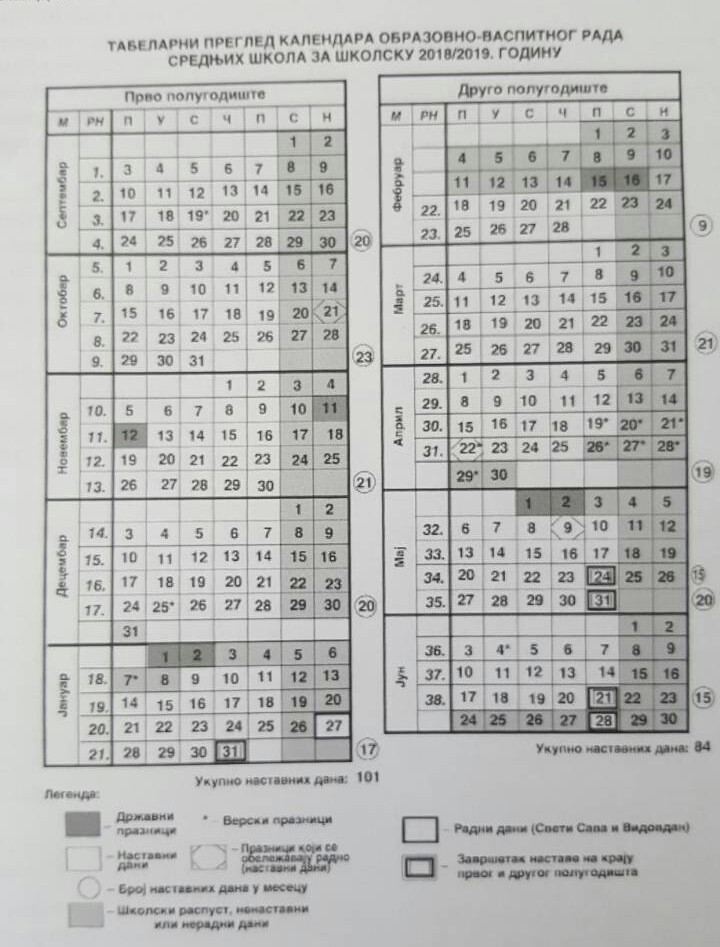 ТАБЕЛАРНИ ПРЕГЛЕД КАЛЕНДАРА ОБРАЗОВНО-ВАСПИТНОГ РАДА
СРЕДЊИХ ШКОЛА ЗА ШКОЛСКУ 2018/2019. ГОДИНУ
Прво полугодиште
М РН П У С Ч П С Н
Септембар
1 2
1. 3 4 5 6 7 8 9
2. 10 11 12 13 14 15 16
3. 17 18 19* 20 21 22 23
4. 24 25 26 27 28 29 30 20
Октобар
5. 1 2 3 4 5 6 7
6. 8 9 10 11 12 13 14
7. 15 16 17 18 19 20 21
8. 22 23 24 25 26 27 28
9. 29 30 31 23
Новембар
1 2 3 4
10. 5 6 7 8 9 10 11
11. 12 13 14 15 16 17 18
12. 19 20 21 22 23 24 25
13. 26 27 28 29 30 21
Децембар
1 2
14. 3 4 5 6 7 8 9
15. 10 11 12 13 14 15 16
16. 17 18 19 20 21 22 23
17. 24 25* 26 27 28 29 30 20
31
Јануар
1 2 3 4 5 6
18. 7* 8 9 10 11 12 13
19. 14 15 16 17 18 19 20
20. 21 22 23 24 25 26 27
21. 28 29 30 31 17
Укупно наставних дана: 101
Друго полугодиште
М РН П У С Ч П С Н
Фебруар
1 2 3
4 5 6 7 8 9 10
11 12 13 14 15 16 17
22. 18 19 20 21 22 23 24
23. 25 26 27 28 9
Март
1 2 3
24. 4 5 6 7 8 9 10
25. 11 12 13 14 15 16 17
26. 18 19 20 21 22 23 24
27. 25 26 27 28 29 30 31 21
Април
28. 1 2 3 4 5 6 7
29. 8 9 10 11 12 13 14
30. 15 16 17 18 19* 20* 21*
31. 22* 23 24 25 26* 27* 28*
29* 30 19
Мај
1 2 3 4 5
32. 6 7 8 9 10 11 12
33. 13 14 15 16 17 18 19
34. 20 21 22 23 24 25 26 15
35. 27 28 29 30 31 20
Јун
1 2
36. 3 4* 5 6 7 8 9
37. 10 11 12 13 14 15 16
38. 17 18 19 20 21 22 23 15
24 25 26 27 28 29 30
Укупно наставних дана: 84
Легенда:
– Државни
празници
* – Верски празници
– Наставни
дани
– Празници који се
обележавају радно
(наставни дани)
– Број наставних дана у месецу
– Школски распуст, ненаставни
или нерадни дани
– Радни дани (Свети Сава и Видовдан)
– Завршетак наставе на крају
првог и другог полугодишта